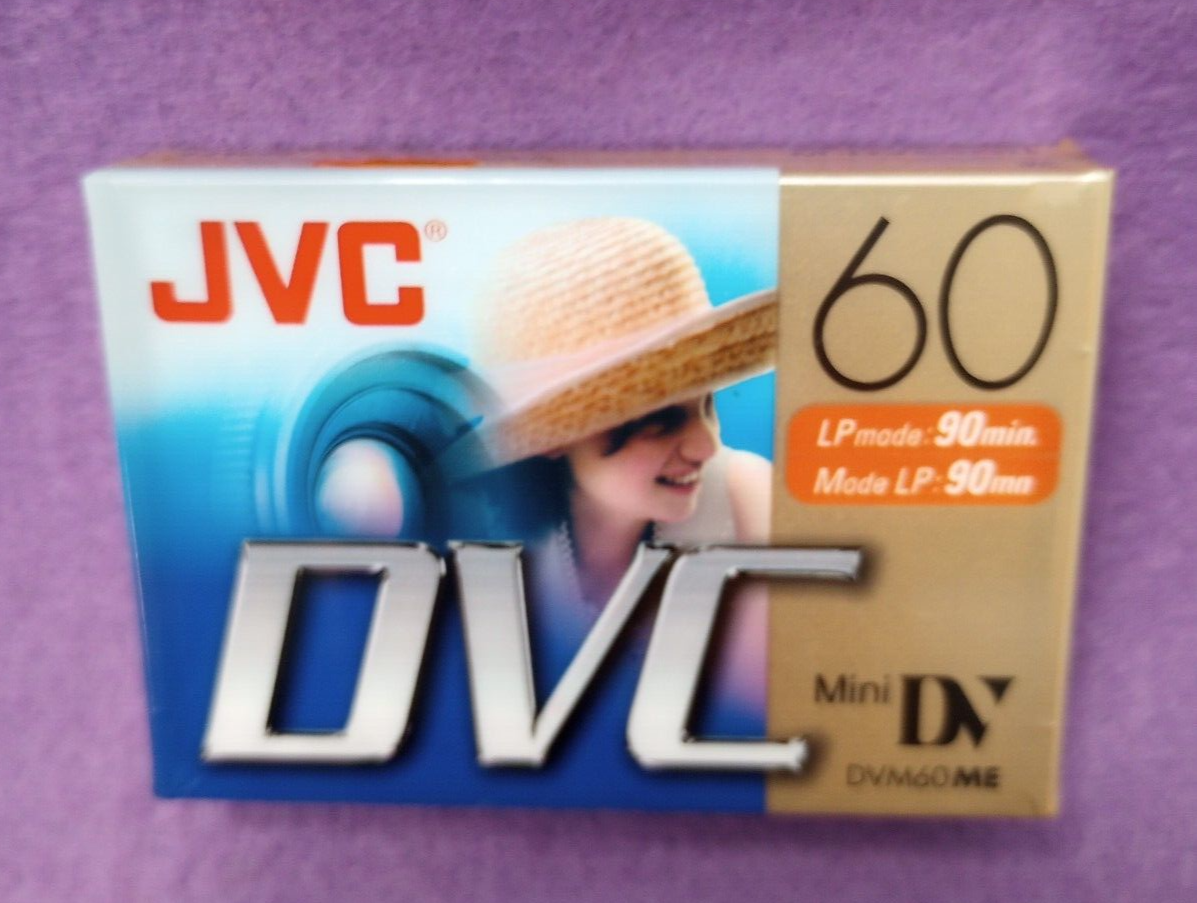 JVC®
60
LP mode: 90min.
Mode LP: 90mn
DVC
Mini DV
DVM60ME